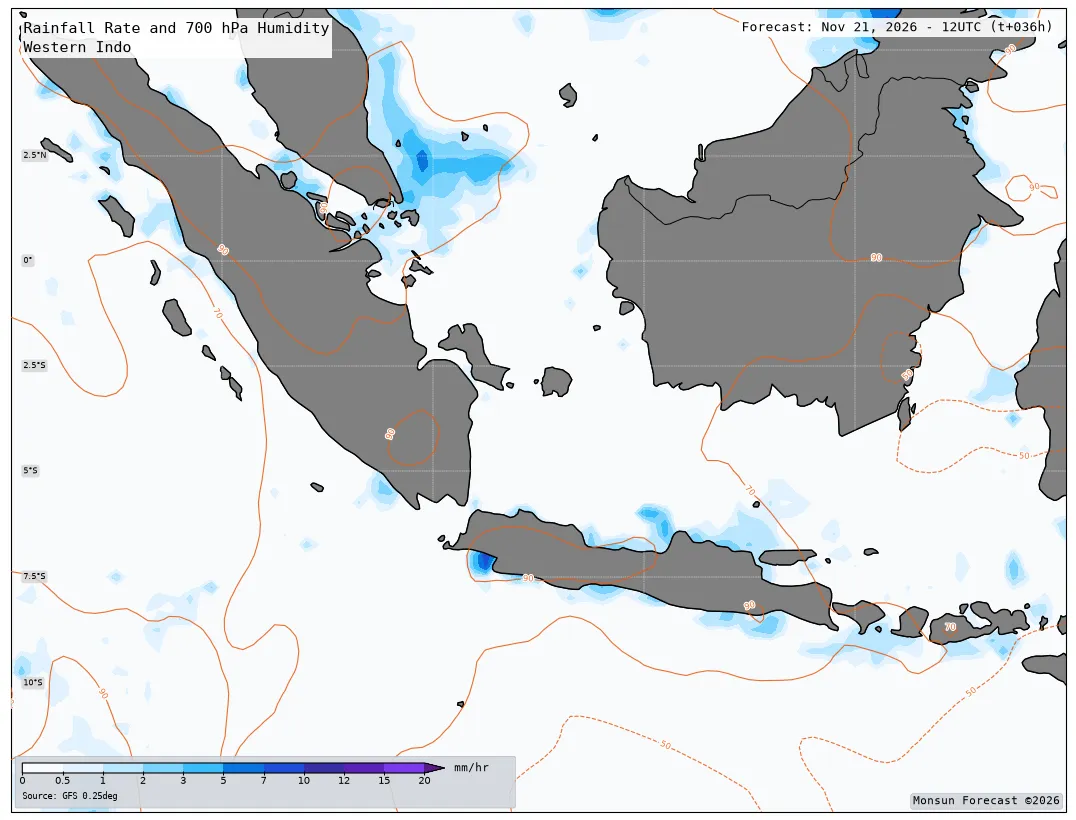 Rainfall Rate and 700 hPa Humidity
Western Indo
Forecast: Nov 21, 2026 - 12UTC (t+036h)
90
2.5°N
90
90
90
0°
90
70
2.5°S
50
90
50
5°S
70
7.5°S
90
90
70
10°S
90
50
50
0 0.5 1 2 3 5 7 10 12 15 20
mm/hr
Source: GFS 0.25deg
Monsun Forecast ©2026